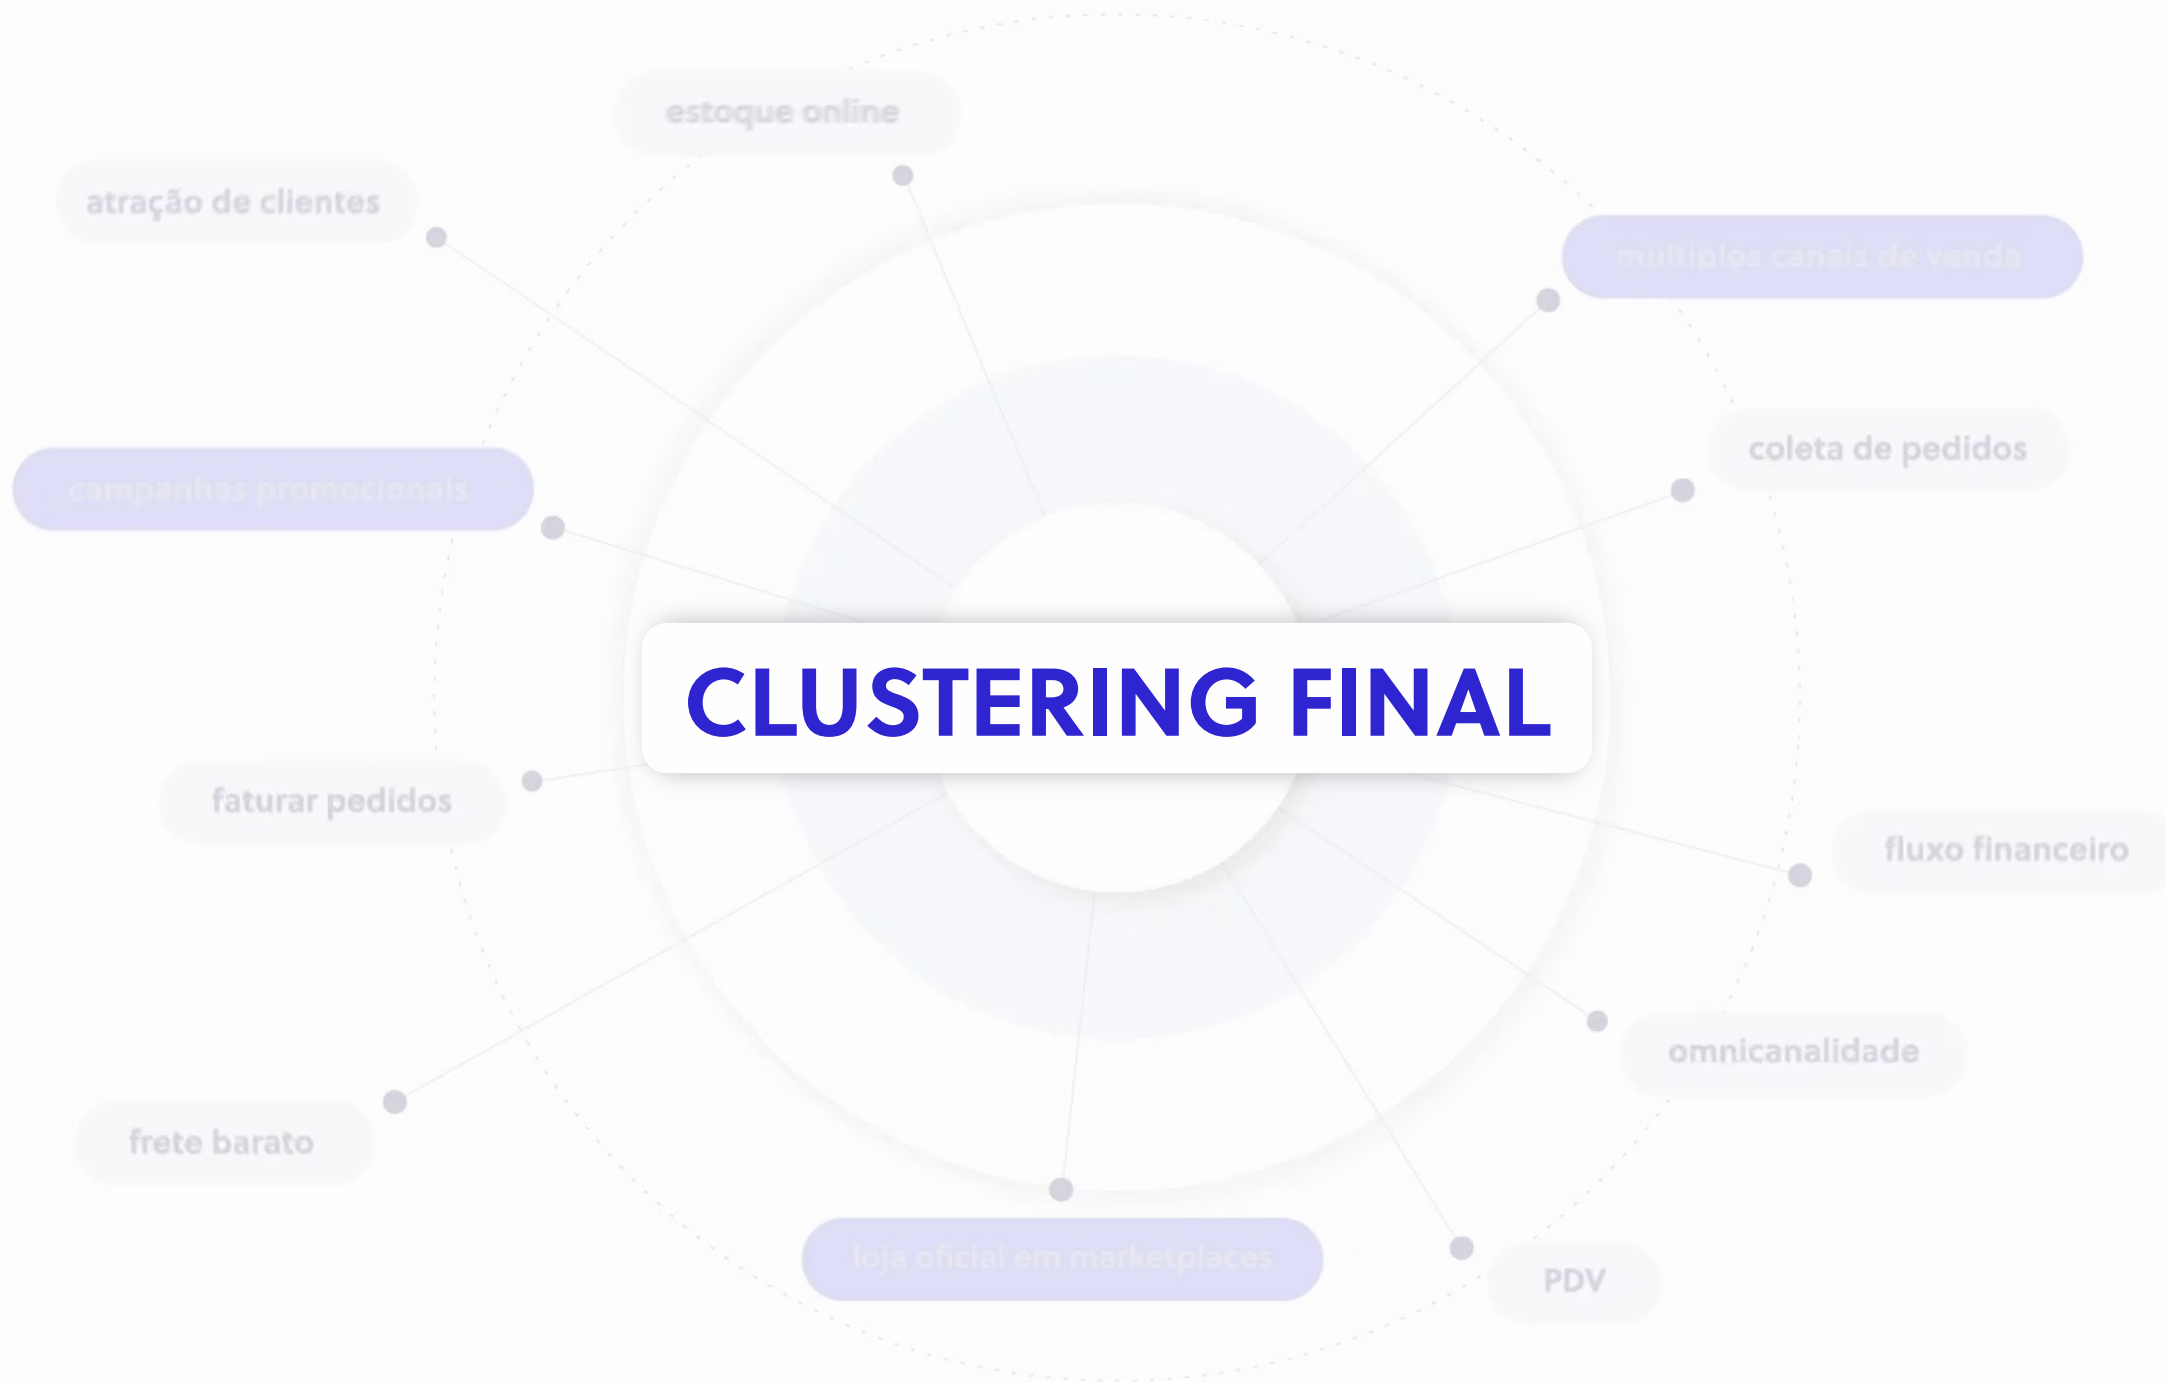 estoque online
atração de clientes
múltiplos canais de venda
coleta de pedidos
campanhas promocionais
CLUSTERING FINAL
faturar pedidos
fluxo financeiro
omnicanalidade
frete barato
loja oficial em marketplaces
PDV